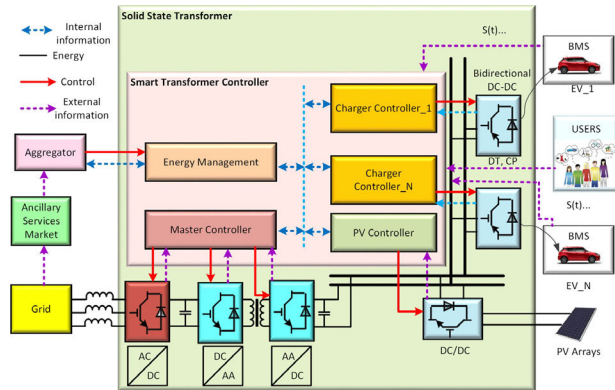 Solid State Transformer
Internal
information
Energy
Control
External
information
S(t)...
BMS
EV_1
Smart Transformer Controller
Bidirectional
DC-DC
Charger Controller_1
DT, CP
USERS
S(t)...
Aggregator
Energy Management
Charger
Controller_N
Ancillary
Services
Market
Master Controller
PV Controller
BMS
EV_N
Grid
AC
DC
DC
AA
AA
DC
DC/DC
PV Arrays